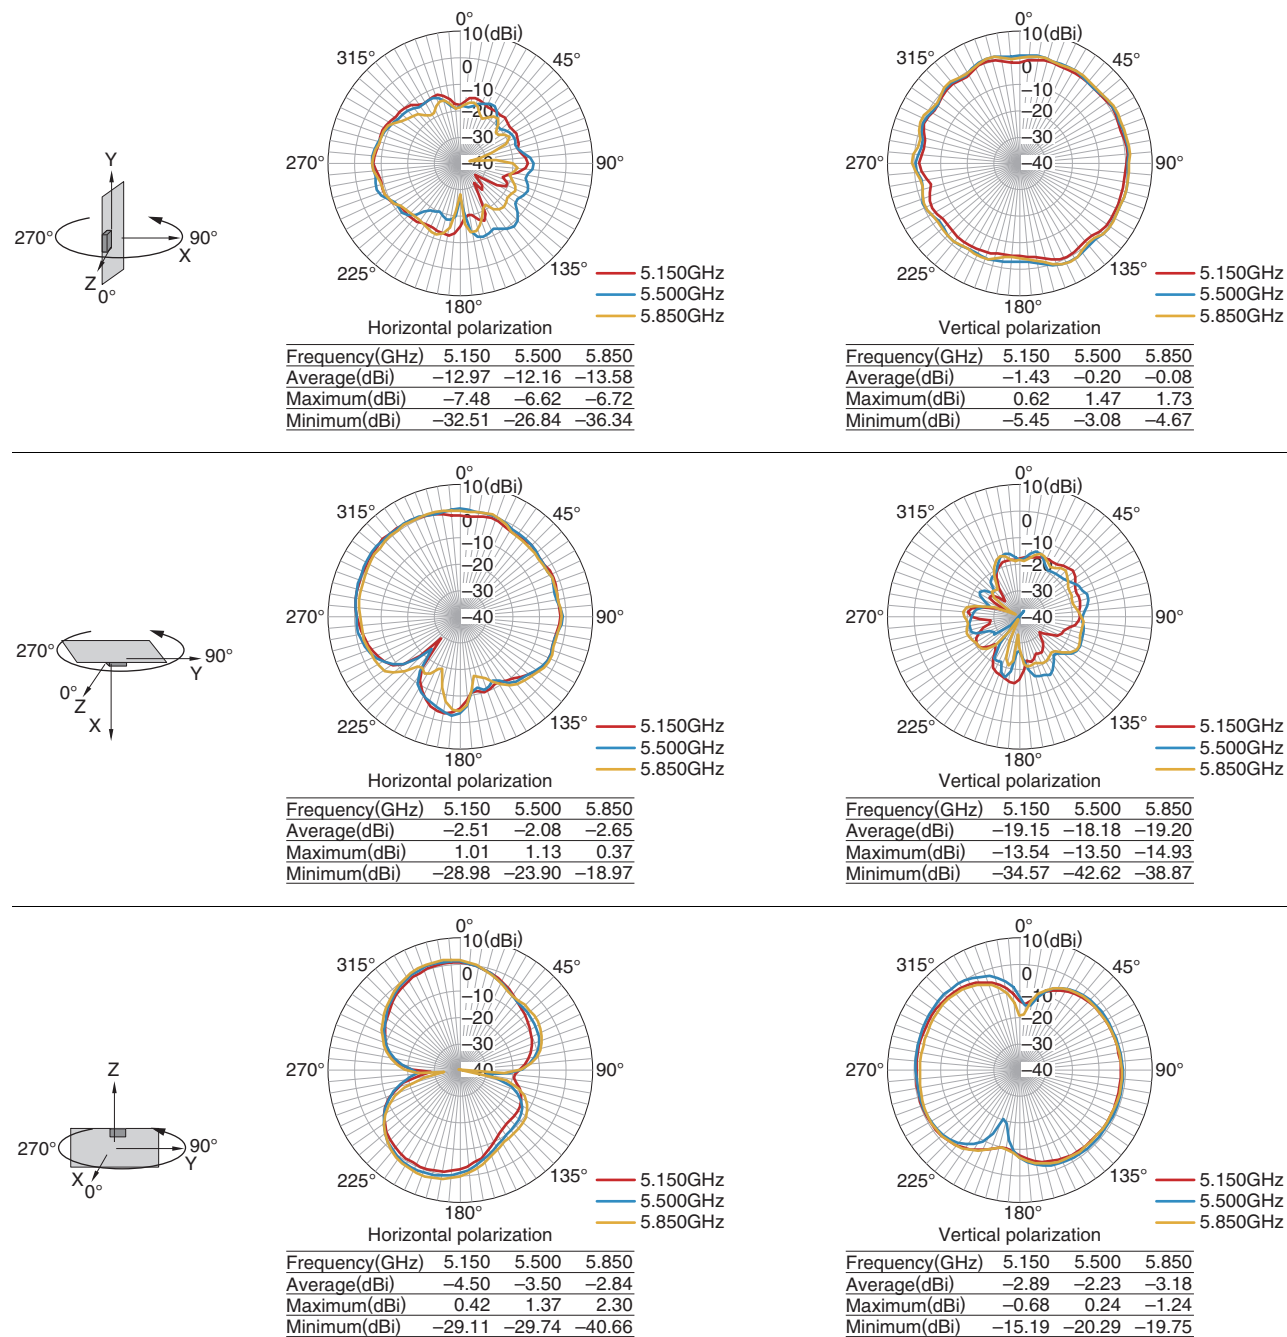 0°
10(dBi)
315° 45°
0
−10
−20
−30
270° −40 90°
225° 135°
180°
5.150GHz
5.500GHz
5.850GHz
Horizontal polarization
Frequency(GHz) 5.150 5.500 5.850
Average(dBi) −12.97 −12.16 −13.58
Maximum(dBi) −7.48 −6.62 −6.72
Minimum(dBi) −32.51 −26.84 −36.34
0°
10(dBi)
315° 45°
0
−10
−20
−30
270° −40 90°
225° 135°
180°
5.150GHz
5.500GHz
5.850GHz
Vertical polarization
Frequency(GHz) 5.150 5.500 5.850
Average(dBi) −1.43 −0.20 −0.08
Maximum(dBi) 0.62 1.47 1.73
Minimum(dBi) −5.45 −3.08 −4.67
Y
270° 90°
X
Z
0°
0°
10(dBi)
315° 45°
0
−10
−20
−30
270° −40 90°
225° 135°
180°
5.150GHz
5.500GHz
5.850GHz
Horizontal polarization
Frequency(GHz) 5.150 5.500 5.850
Average(dBi) −2.51 −2.08 −2.65
Maximum(dBi) 1.01 1.13 0.37
Minimum(dBi) −28.98 −23.90 −18.97
0°
10(dBi)
315° 45°
0
−10
−20
−30
270° −40 90°
225° 135°
180°
5.150GHz
5.500GHz
5.850GHz
Vertical polarization
Frequency(GHz) 5.150 5.500 5.850
Average(dBi) −19.15 −18.18 −19.20
Maximum(dBi) −13.54 −13.50 −14.93
Minimum(dBi) −34.57 −42.62 −38.87
270° 90°
Y
0°
Z
X
0°
10(dBi)
315° 45°
0
−10
−20
−30
270° −40 90°
225° 135°
180°
5.150GHz
5.500GHz
5.850GHz
Horizontal polarization
Frequency(GHz) 5.150 5.500 5.850
Average(dBi) −4.50 −3.50 −2.84
Maximum(dBi) 0.42 1.37 2.30
Minimum(dBi) −29.11 −29.74 −40.66
0°
10(dBi)
315° 45°
0
−10
−20
−30
270° −40 90°
225° 135°
180°
5.150GHz
5.500GHz
5.850GHz
Vertical polarization
Frequency(GHz) 5.150 5.500 5.850
Average(dBi) −2.89 −2.23 −3.18
Maximum(dBi) −0.68 0.24 −1.24
Minimum(dBi) −15.19 −20.29 −19.75
Z
270° 90°
Y
X
0°